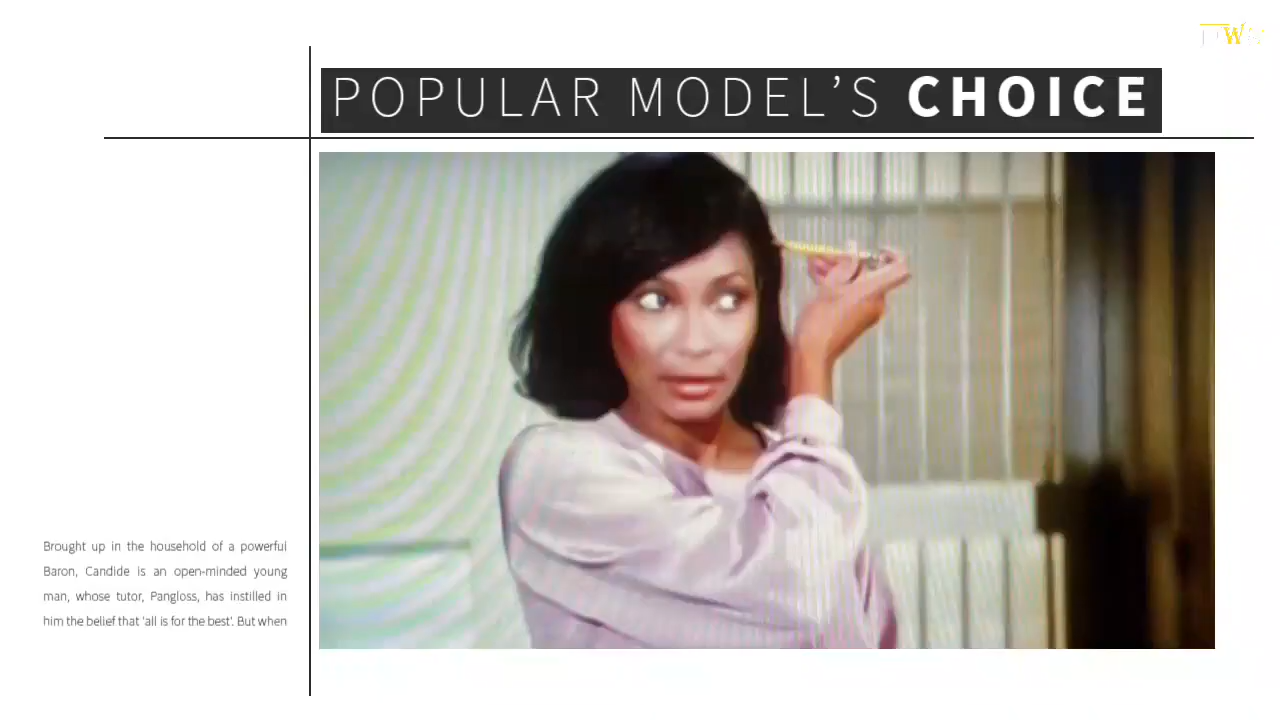 POPULAR MODEL’S CHOICE
Brought up in the household of a powerful
Baron, Candide is an open-minded young
man, whose tutor, Pangloss, has instilled in
him the belief that 'all is for the best'. But when